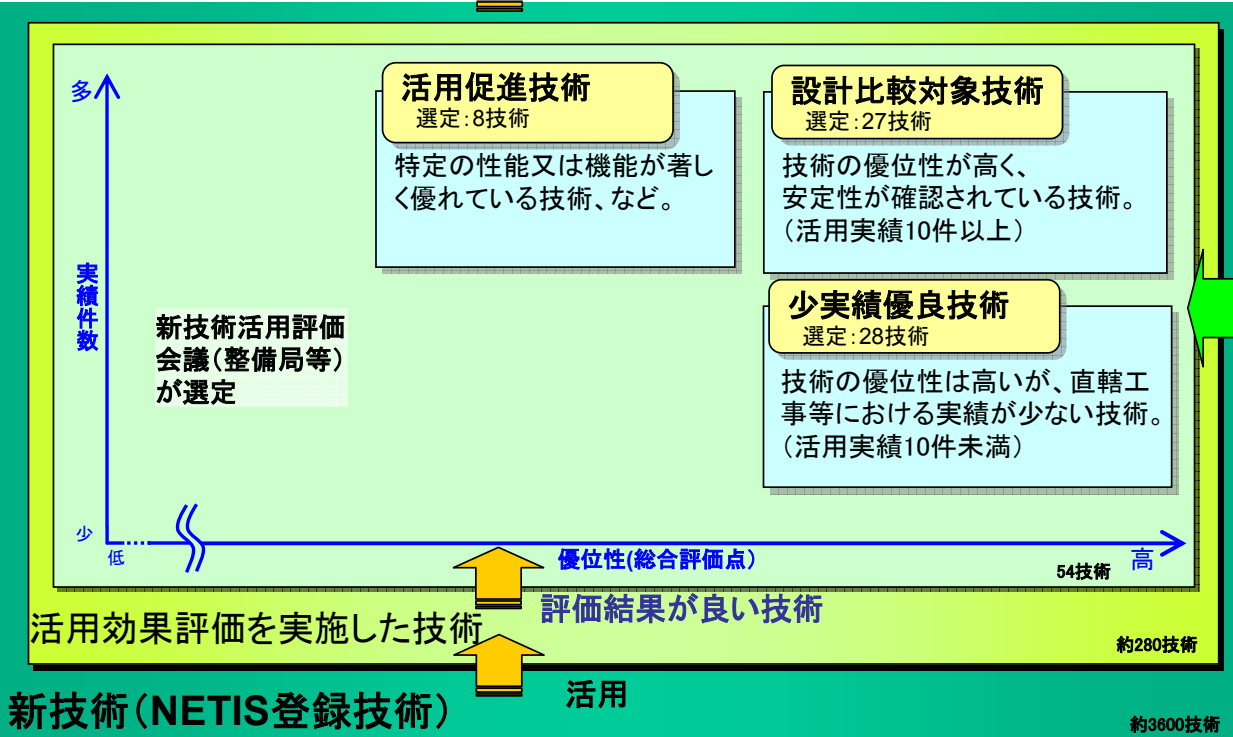 多
活用促進技術
選定:8技術
特定の性能又は機能が著し
く優れている技術、など。
設計比較対象技術
選定:27技術
技術の優位性が高く、
安定性が確認されている技術。
(活用実績10件以上)
実績件数
新技術活用評価
会議(整備局等)
が選定
少実績優良技術
選定:28技術
技術の優位性は高いが、直轄工
事等における実績が少ない技術。
(活用実績10件未満)
少
低
優位性(総合評価点)
高
54技術
評価結果が良い技術
活用効果評価を実施した技術
約280技術
活用
新技術(NETIS登録技術)
約3600技術